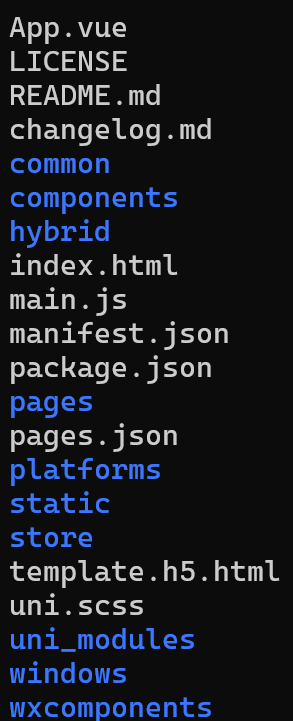 App.vue
LICENSE
README.md
changelog.md
common
components
hybrid
index.html
main.js
manifest.json
package.json
pages
pages.json
platforms
static
store
template.h5.html
uni.scss
uni_modules
windows
wxcomponents